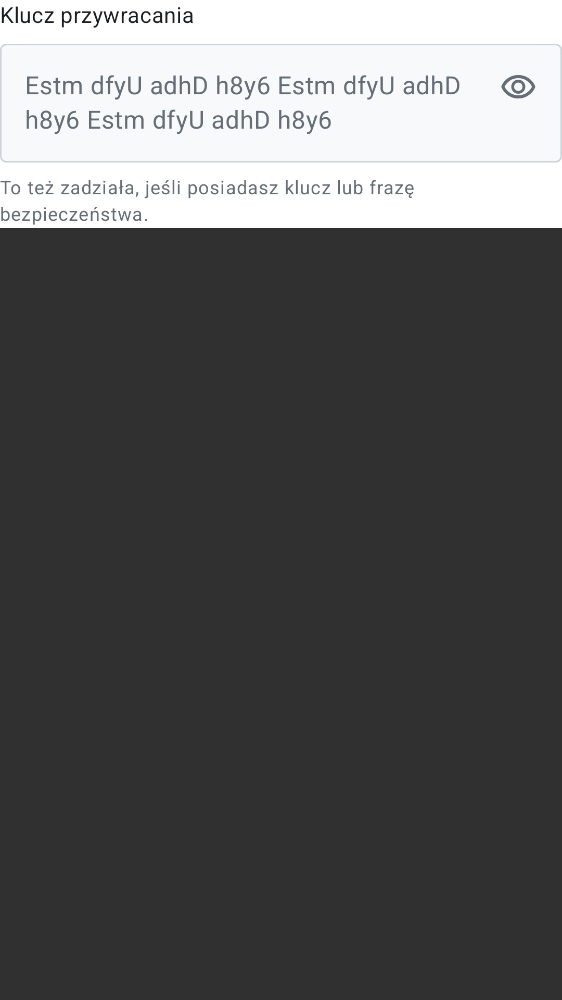 Klucz przywracania
Estm dfyU adhD h8y6 Estm dfyU adhD
h8y6 Estm dfyU adhD h8y6
To też zadziała, jeśli posiadasz klucz lub frazę
bezpieczeństwa.